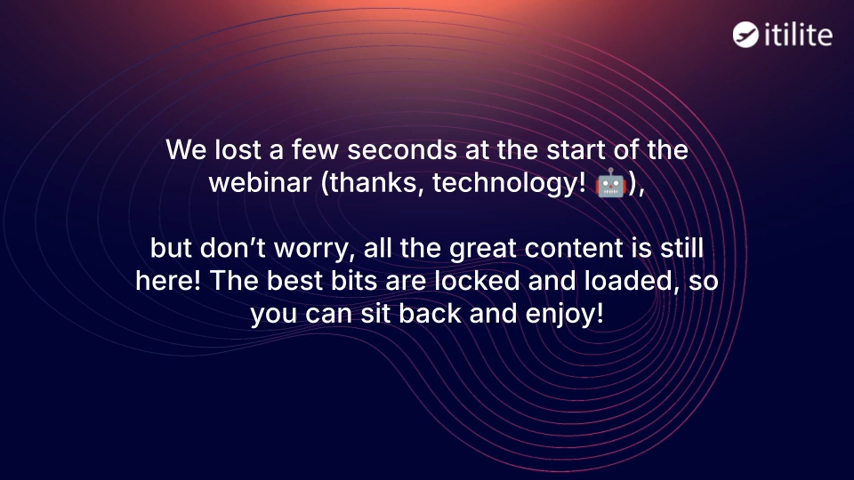 itilite
We lost a few seconds at the start of the
webinar (thanks, technology! 🤖),
but don’t worry, all the great content is still
here! The best bits are locked and loaded, so
you can sit back and enjoy!